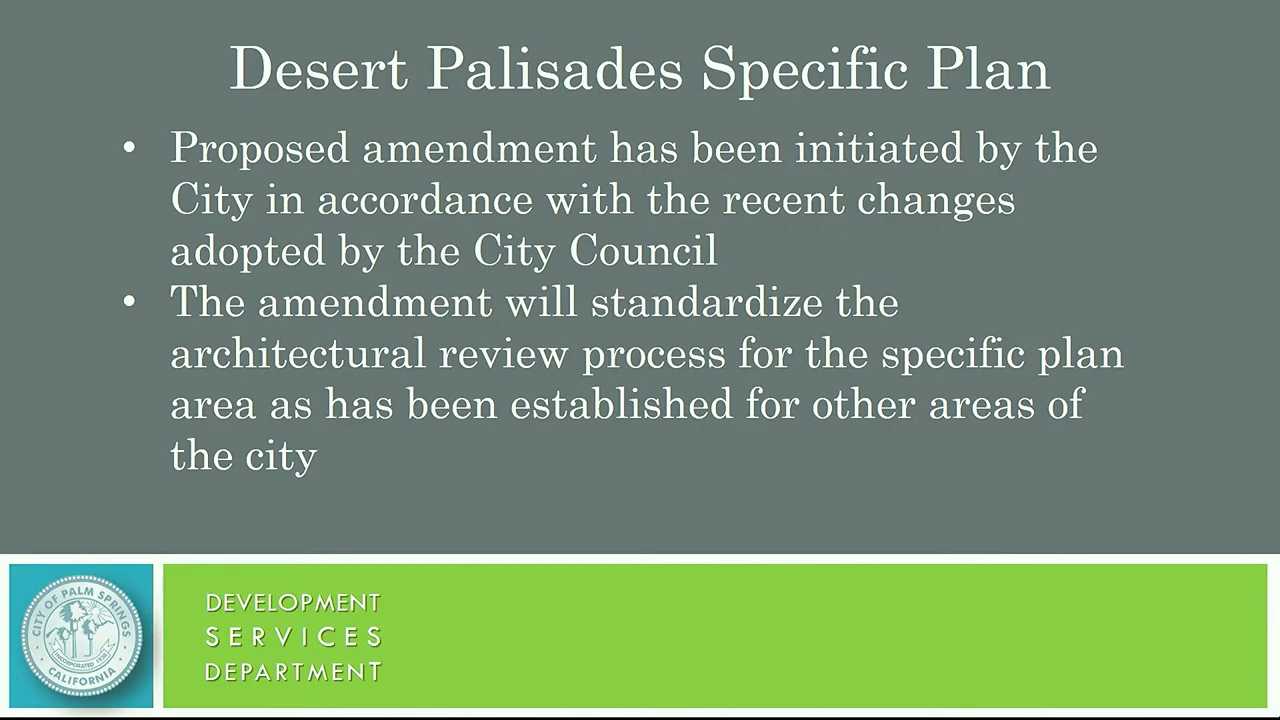 Desert Palisades Specific Plan
• Proposed amendment has been initiated by the
City in accordance with the recent changes
adopted by the City Council
• The amendment will standardize the
architectural review process for the specific plan
area as has been established for other areas of
the city
CITY OF PALM SPRINGS
INCORPORATED 1938
CALIFORNIA
DEVELOPMENT
SERVICES
DEPARTMENT